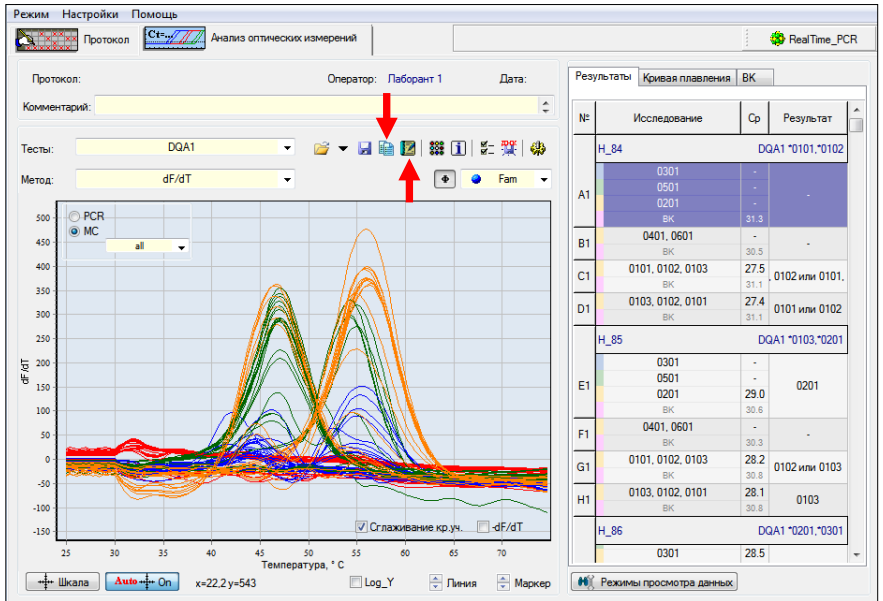 Режим Настройки Помощь
Протокол
Ct=...
Анализ оптических измерений
RealTime_PCR
Протокол: Оператор: Лаборант 1 Дата:
Комментарий:
Тесты: DQA1
Метод: dF/dT
Ф Fam
PCR
MC
all
dF/dT
500
450
400
350
300
250
200
150
100
50
0
-50
-100
-150
Сглаживание кр.уч. -dF/dT
25 30 35 40 45 50 55 60 65 70
Температура, ° C
Шкала Auto On x=22,2 y=543 Log_Y Линия Маркер
Результаты Кривая плавления ВК
№ Исследование Ср Результат
H_84 DQA1 *0101,*0102
A1
0301 -
0501 -
0201 -
ВК 31.3
-
B1
0401, 0601 -
ВК 30.5
-
C1
0101, 0102, 0103 27.5
ВК 31.1
, 0102 или 0101,
D1
0103, 0102, 0101 27.4
ВК 31.1
0101 или 0102
H_85 DQA1 *0103,*0201
E1
0301 -
0501 -
0201 29.0
ВК 30.6
0201
F1
0401, 0601 -
ВК 30.3
-
G1
0101, 0102, 0103 28.2
ВК 30.8
0102 или 0103
H1
0103, 0102, 0101 28.1
ВК 30.8
0103
H_86 DQA1 *0201,*0301
0301 28.5
Режимы просмотра данных